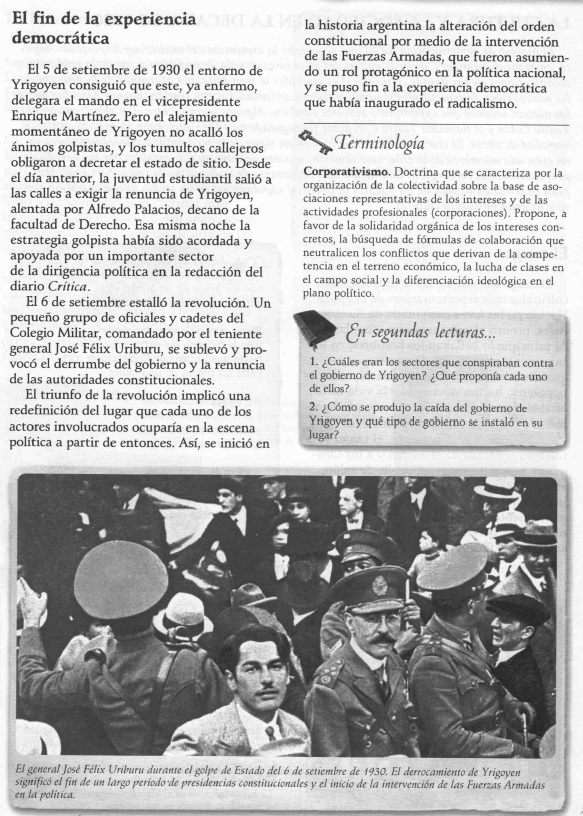 El fin de la experiencia
democrática
El 5 de setiembre de 1930 el entorno de
Yrigoyen consiguió que este, ya enfermo,
delegara el mando en el vicepresidente
Enrique Martínez. Pero el alejamiento
momentáneo de Yrigoyen no acalló los
ánimos golpistas, y los tumultos callejeros
obligaron a decretar el estado de sitio. Desde
el día anterior, la juventud estudiantil salió a
las calles a exigir la renuncia de Yrigoyen,
alentada por Alfredo Palacios, decano de la
facultad de Derecho. Esa misma noche la
estrategia golpista había sido acordada y
apoyada por un importante sector
de la dirigencia política en la redacción del
diario Crítica.
El 6 de setiembre estalló la revolución. Un
pequeño grupo de oficiales y cadetes del
Colegio Militar, comandado por el teniente
general José Félix Uriburu, se sublevó y pro-
vocó el derrumbe del gobierno y la renuncia
de las autoridades constitucionales.
El triunfo de la revolución implicó una
redefinición del lugar que cada uno de los
actores involucrados ocuparía en la escena
política a partir de entonces. Así, se inició en
la historia argentina la alteración del orden
constitucional por medio de la intervención
de las Fuerzas Armadas, que fueron asumien-
do un rol protagónico en la política nacional,
y se puso fin a la experiencia democrática
que había inaugurado el radicalismo.
Terminología
Corporativismo. Doctrina que se caracteriza por la
organización de la colectividad sobre la base de aso-
ciaciones representativas de los intereses y de las
actividades profesionales (corporaciones). Propone, a
favor de la solidaridad orgánica de los intereses con-
cretos, la búsqueda de fórmulas de colaboración que
neutralicen los conflictos que derivan de la compe-
tencia en el terreno económico, la lucha de clases en
el campo social y la diferenciación ideológica en el
plano político.
En segundas lecturas...
1. ¿Cuáles eran los sectores que conspiraban contra
el gobierno de Yrigoyen? ¿Qué proponía cada uno
de ellos?
2. ¿Cómo se produjo la caída del gobierno de
Yrigoyen y qué tipo de gobierno se instaló en su
lugar?
El general José Félix Uriburu durante el golpe de Estado del 6 de setiembre de 1930. El derrocamiento de Yrigoyen
significó el fin de un largo período de presidencias constitucionales y el inicio de la intervención de las Fuerzas Armadas
en la política.